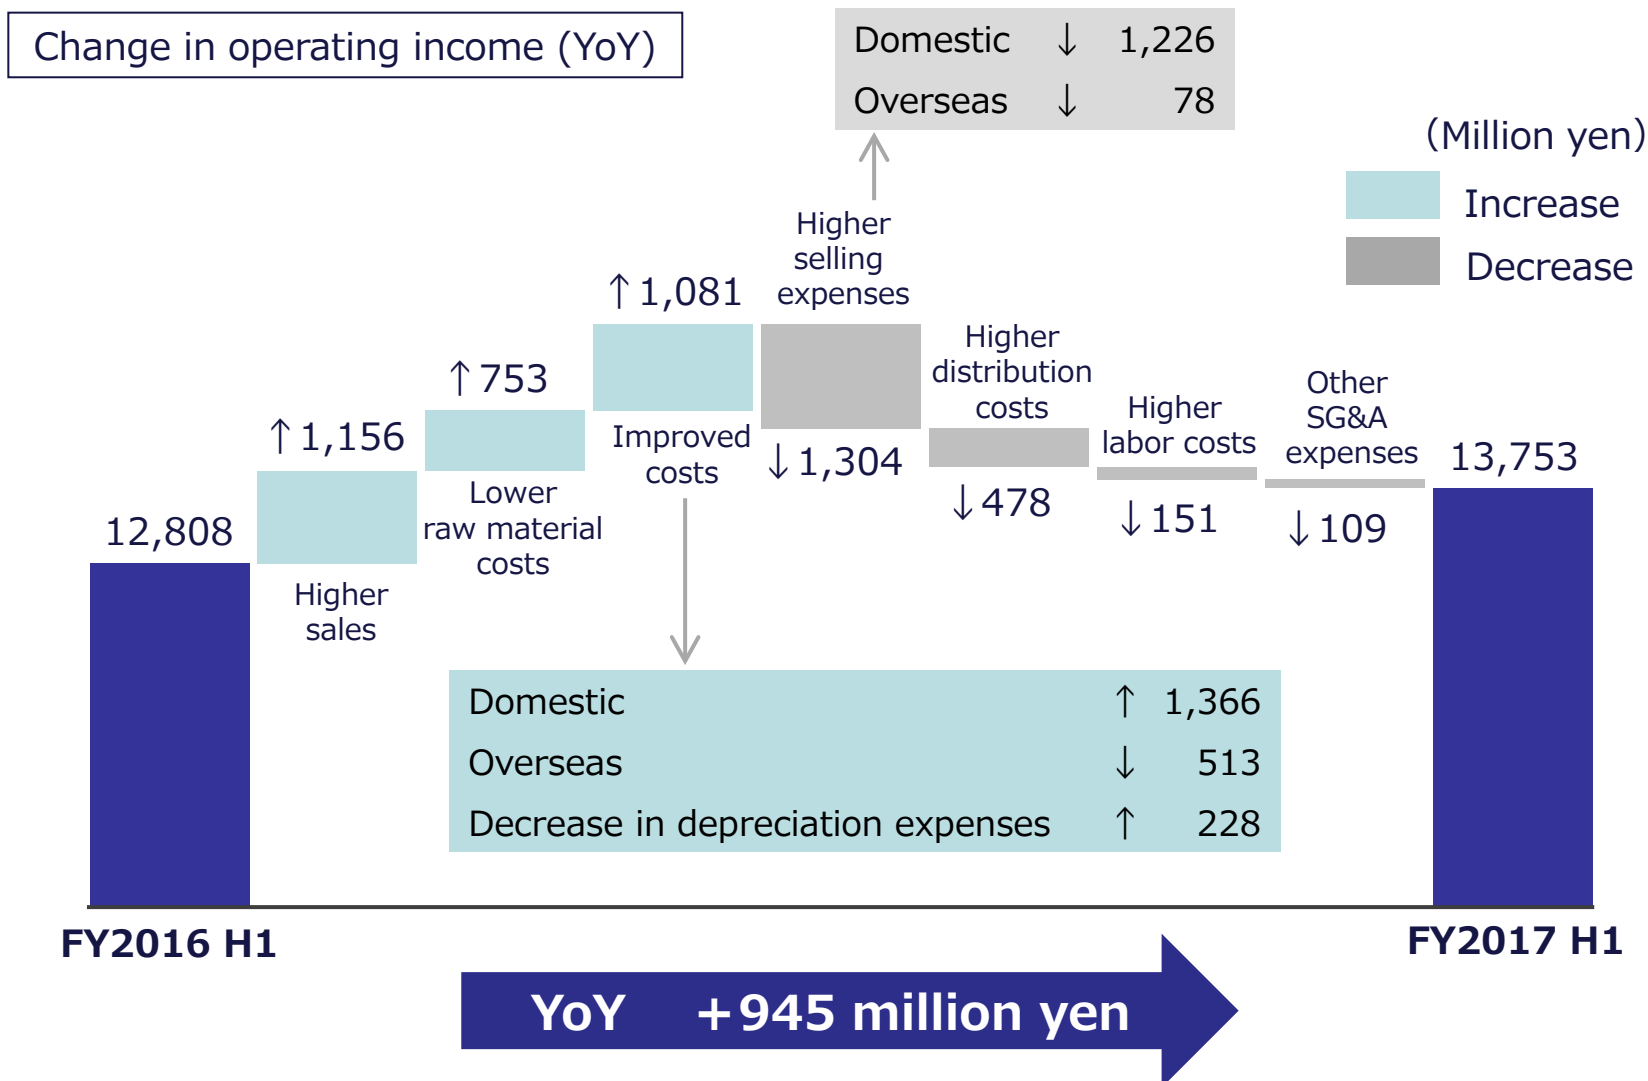 Change in operating income (YoY)
Domestic ↓ 1,226
Overseas ↓ 78
(Million yen)
Increase
Decrease
Higher
selling
expenses
↑1,081
Higher
distribution
costs
↑753
Improved
costs
↓1,304
Higher
labor costs
Other
SG&A
expenses
↑1,156
Lower
raw material
costs
↓478
↓151
↓109
13,753
12,808
Higher
sales
Domestic ↑ 1,366
Overseas ↓ 513
Decrease in depreciation expenses ↑ 228
FY2016 H1
FY2017 H1
YoY +945 million yen